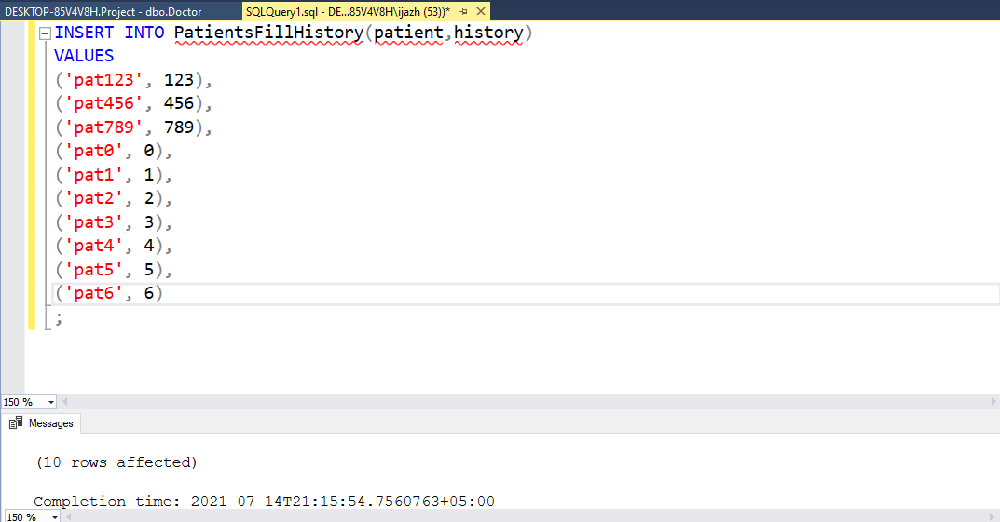 DESKTOP-85V4V8H.Project - dbo.Doctor
SQLQuery1.sql - DE...85V4V8H\ijazh (53))*
INSERT INTO PatientsFillHistory(patient,history)
VALUES
('pat123', 123),
('pat456', 456),
('pat789', 789),
('pat0', 0),
('pat1', 1),
('pat2', 2),
('pat3', 3),
('pat4', 4),
('pat5', 5),
('pat6', 6)
;
150 %
Messages
(10 rows affected)
Completion time: 2021-07-14T21:15:54.7560763+05:00
150 %